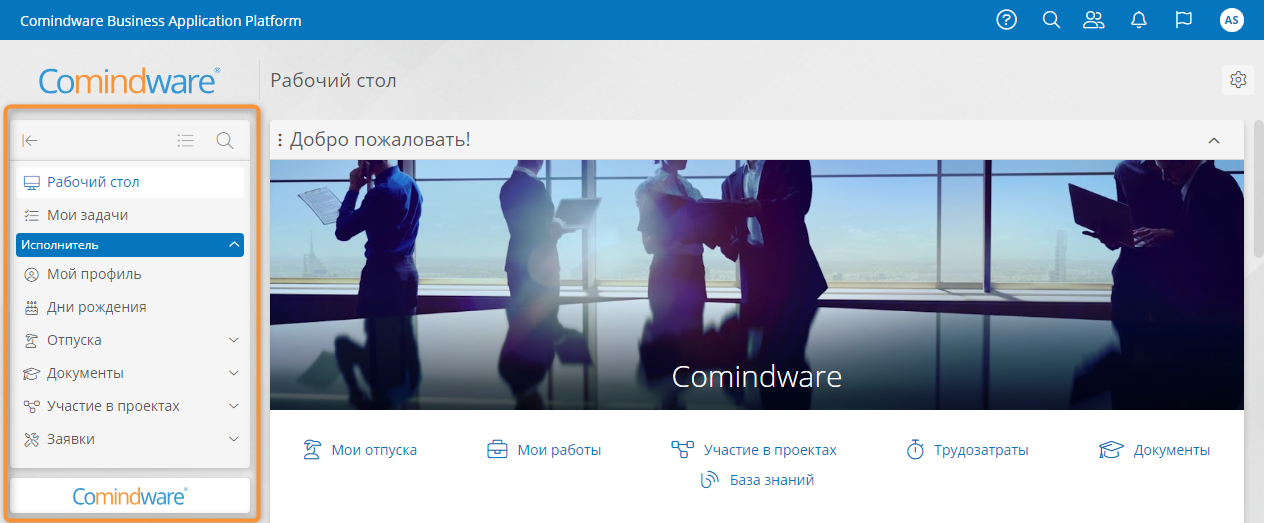 Comindware Business Application Platform
AS
Comindware®
Рабочий стол
Рабочий стол
Мои задачи
Исполнитель
Мой профиль
Дни рождения
Отпуска
Документы
Участие в проектах
Заявки
Comindware®
Добро пожаловать!
Comindware
Мои отпуска
Мои работы
Участие в проектах
Трудозатраты
Документы
База знаний